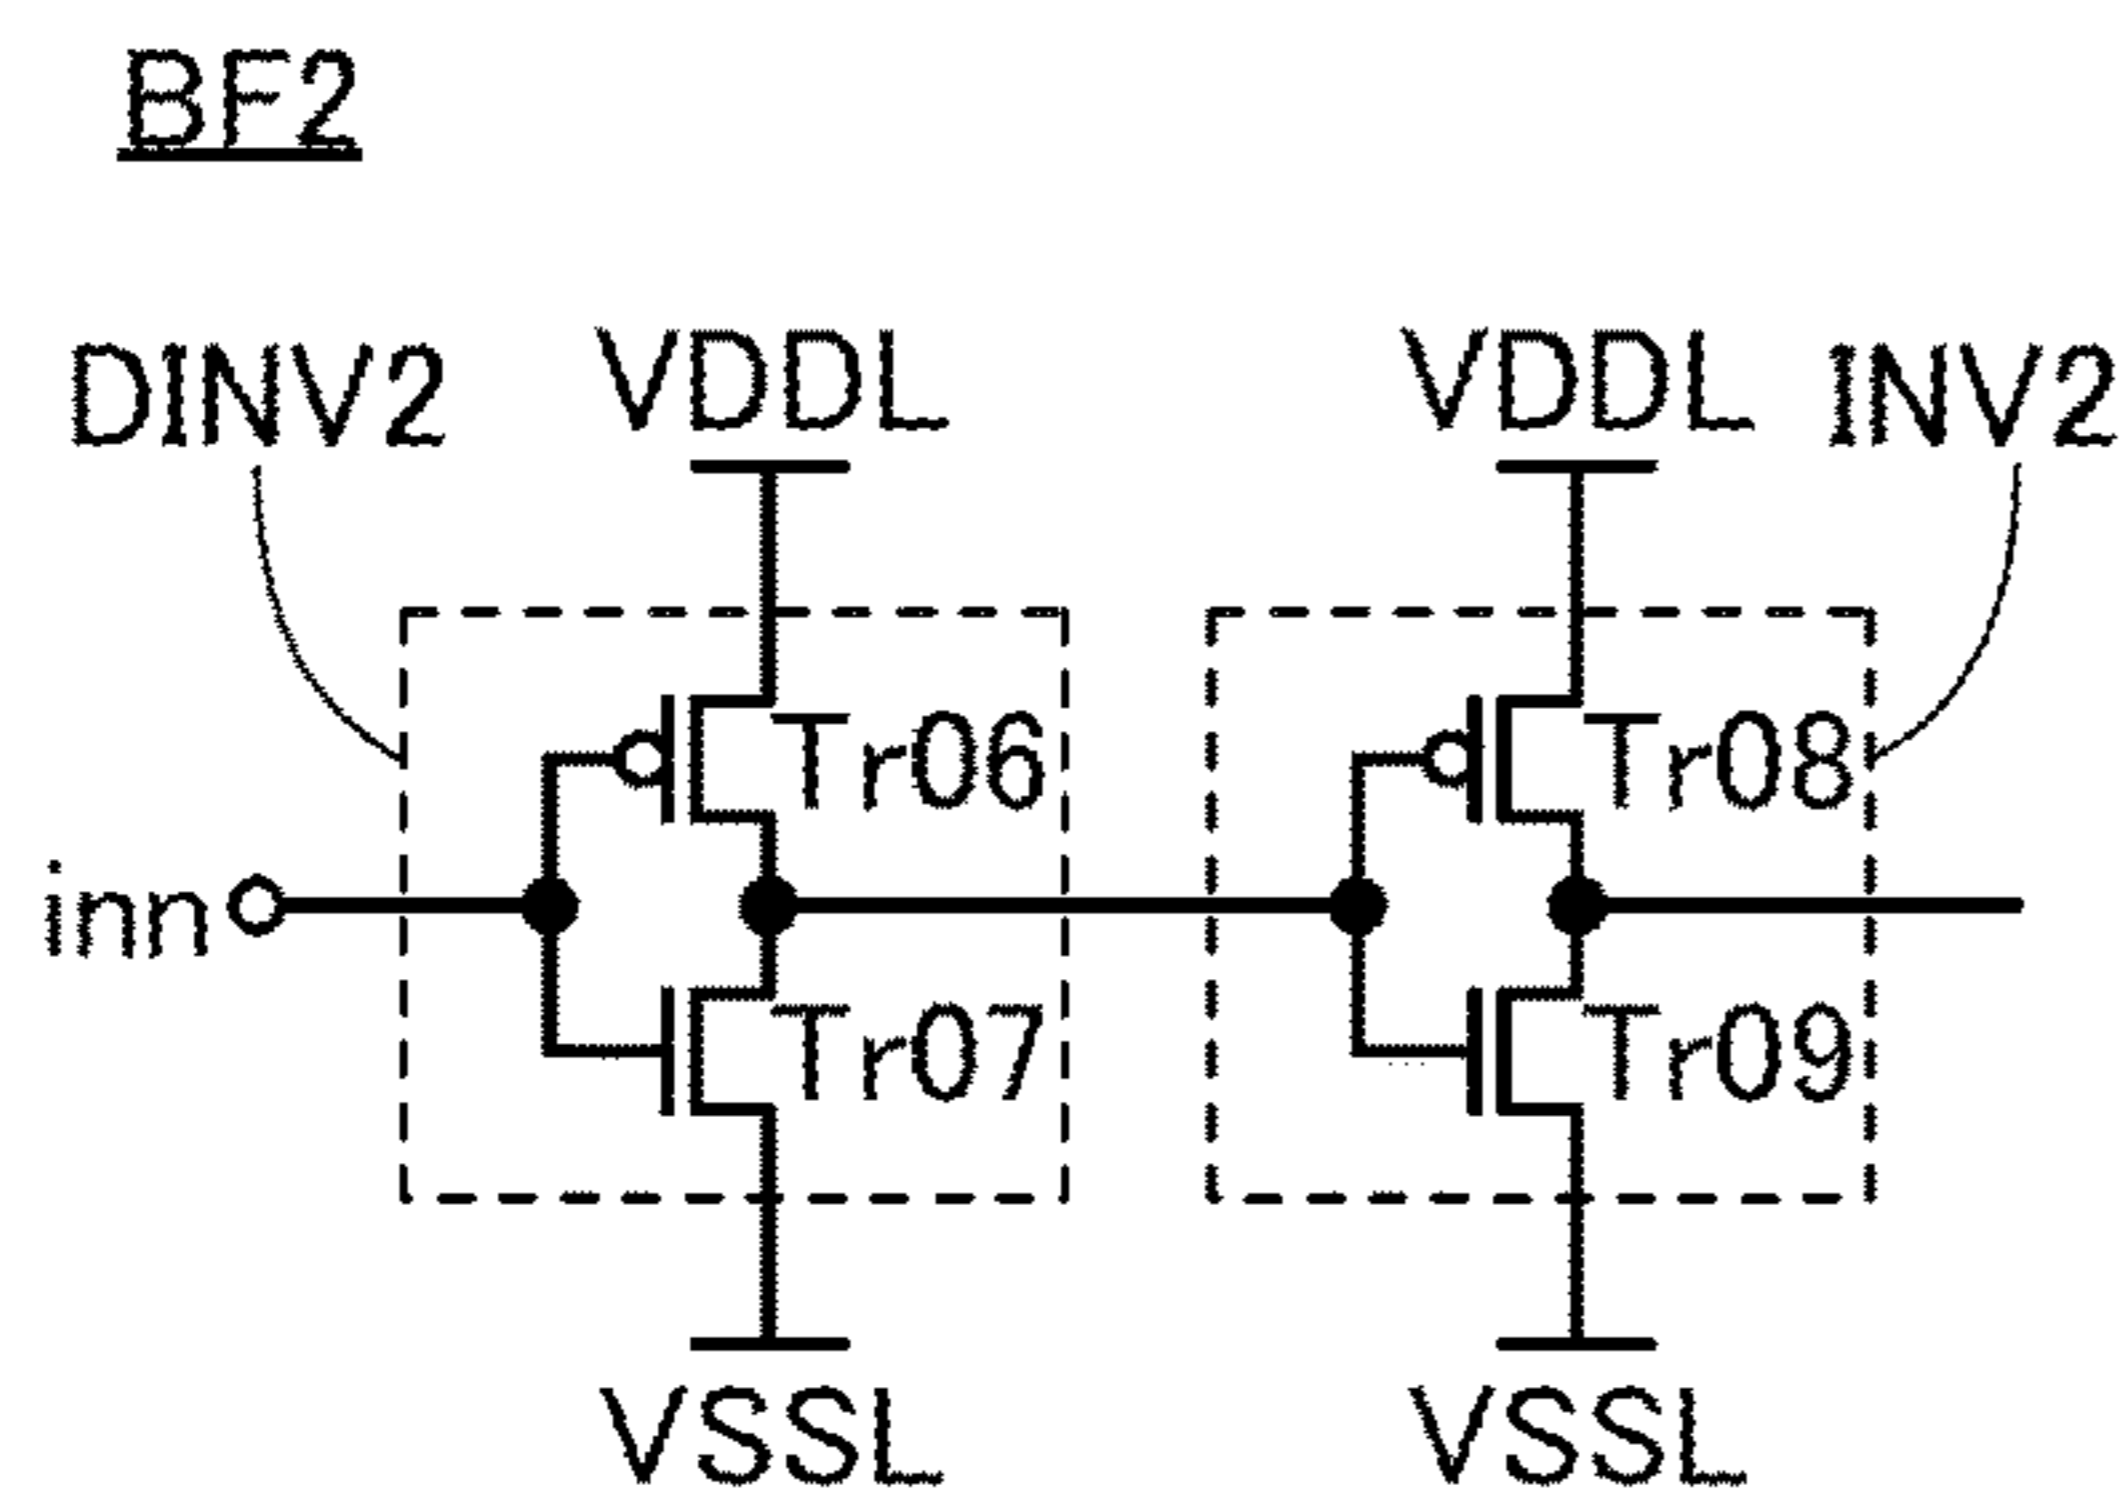 BF2
DINV2 VDDL VDDL INV2
Tr06 Tr08
inn
Tr07 Tr09
VSSL VSSL